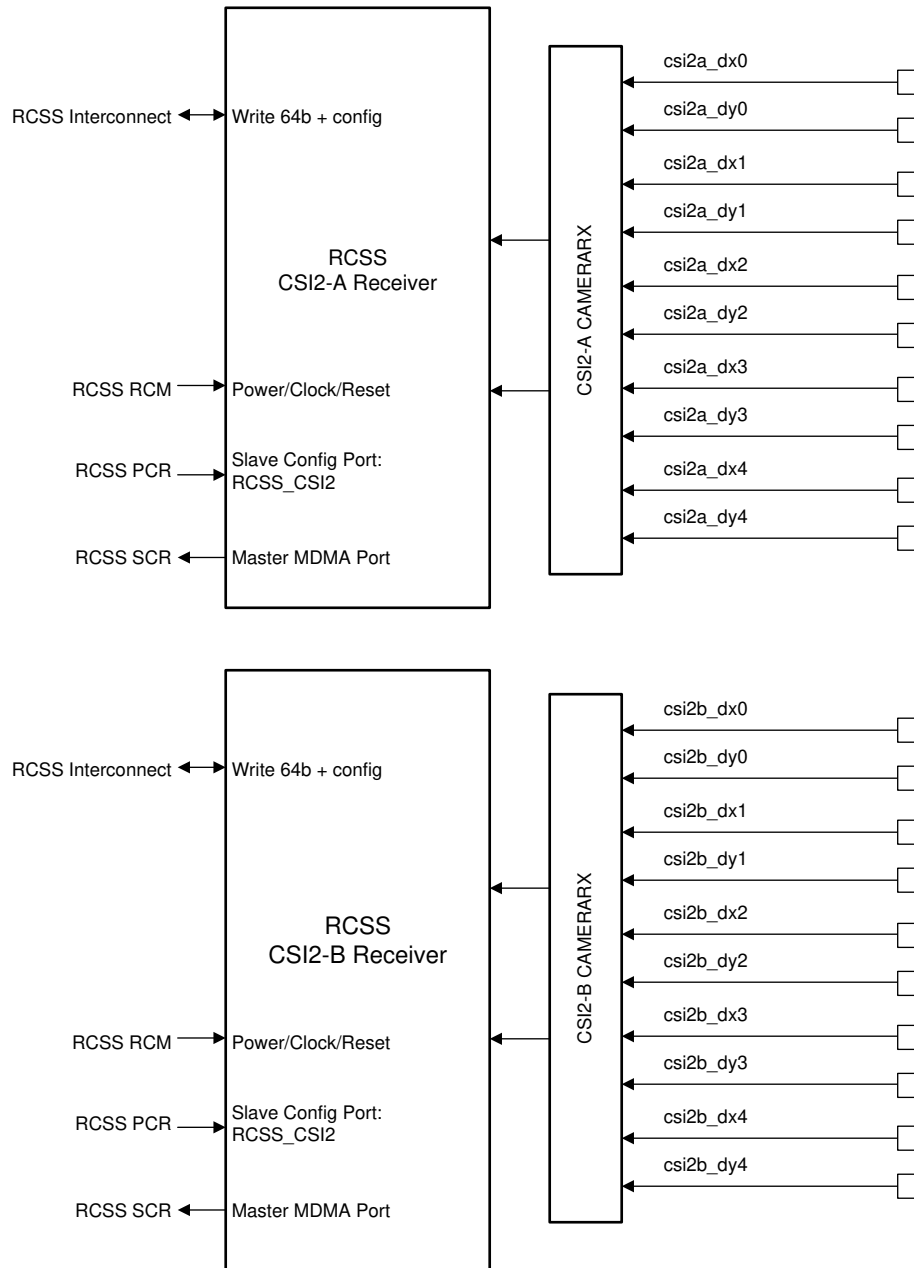 csi2a_dx0
csi2a_dy0
RCSS Interconnect
Write 64b + config
csi2a_dx1
csi2a_dy1
RCSS
CSI2-A Receiver
CSI2-A CAMERARX
csi2a_dx2
csi2a_dy2
csi2a_dx3
RCSS RCM
Power/Clock/Reset
csi2a_dy3
RCSS PCR
Slave Config Port:
RCSS_CSI2
csi2a_dx4
csi2a_dy4
RCSS SCR
Master MDMA Port
csi2b_dx0
csi2b_dy0
RCSS Interconnect
Write 64b + config
csi2b_dx1
csi2b_dy1
RCSS
CSI2-B Receiver
CSI2-B CAMERARX
csi2b_dx2
csi2b_dy2
csi2b_dx3
RCSS RCM
Power/Clock/Reset
csi2b_dy3
RCSS PCR
Slave Config Port:
RCSS_CSI2
csi2b_dx4
csi2b_dy4
RCSS SCR
Master MDMA Port